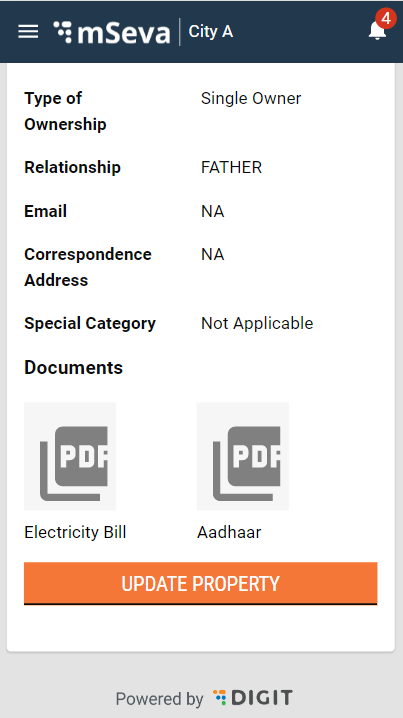 mSeva City A 4
Type of Single Owner
Ownership
Relationship FATHER
Email NA
Correspondence NA
Address
Special Category Not Applicable
Documents
PDF PDF
Electricity Bill Aadhaar
UPDATE PROPERTY
Powered by DIGIT